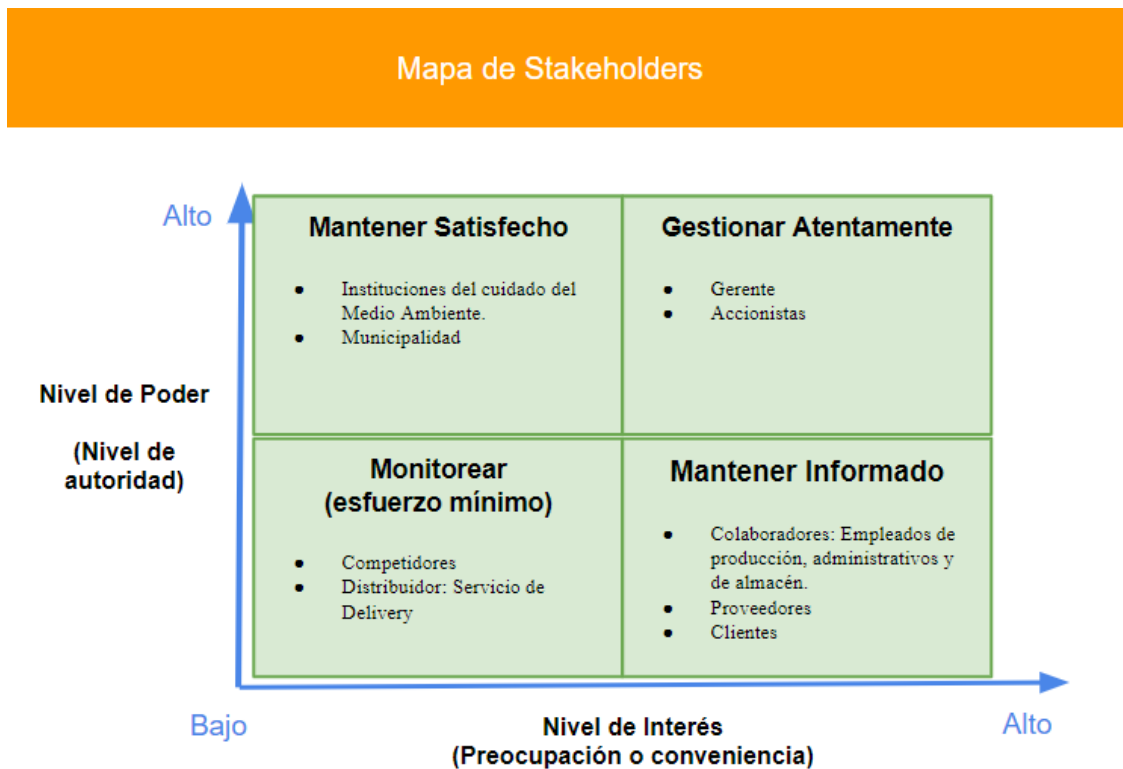 Mapa de Stakeholders
Alto
Mantener Satisfecho
● Instituciones del cuidado del
Medio Ambiente.
● Municipalidad
Gestionar Atentamente
● Gerente
● Accionistas
Nivel de Poder
(Nivel de
autoridad)
Monitorear
(esfuerzo mínimo)
● Competidores
● Distribuidor: Servicio de
Delivery
Mantener Informado
● Colaboradores: Empleados de
producción, administrativos y
de almacén.
● Proveedores
● Clientes
Bajo
Nivel de Interés
(Preocupación o conveniencia)
Alto